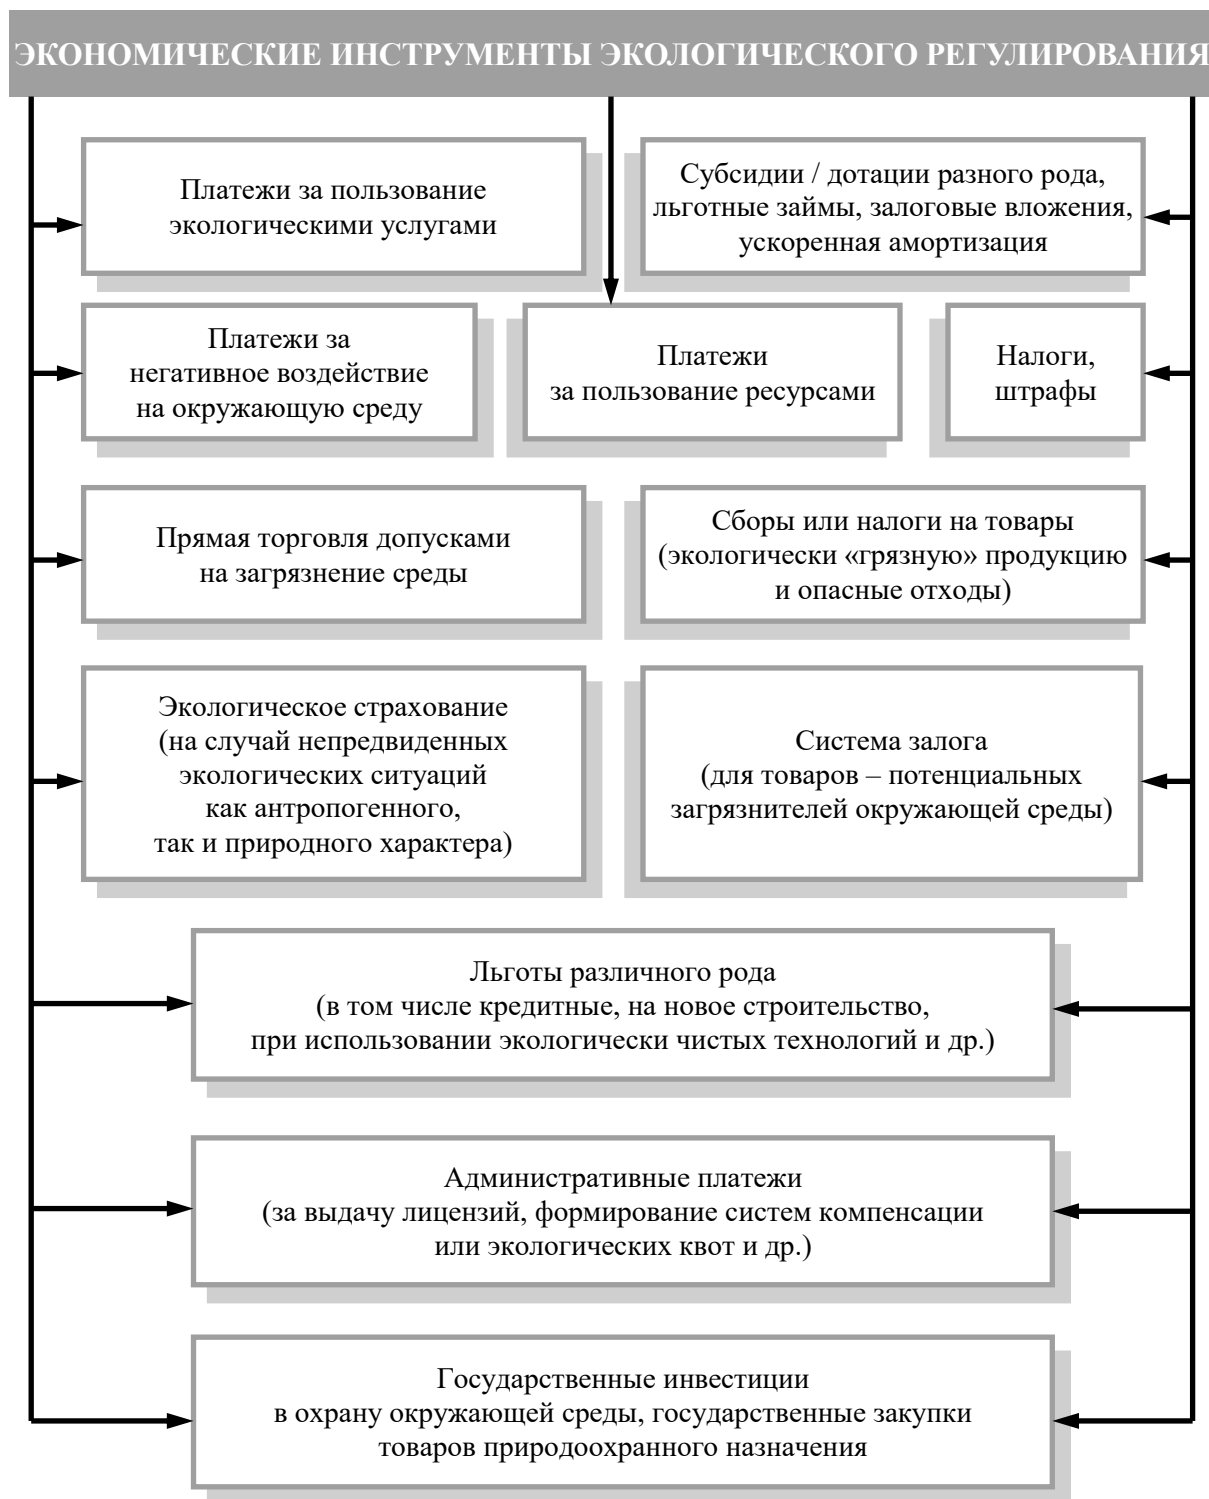 ЭКОНОМИЧЕСКИЕ ИНСТРУМЕНТЫ ЭКОЛОГИЧЕСКОГО РЕГУЛИРОВАНИЯ
Платежи за пользование
экологическими услугами
Субсидии / дотации разного рода,
льготные займы, залоговые вложения,
ускоренная амортизация
Платежи за
негативное воздействие
на окружающую среду
Платежи
за пользование ресурсами
Налоги,
штрафы
Прямая торговля допусками
на загрязнение среды
Сборы или налоги на товары
(экологически «грязную» продукцию
и опасные отходы)
Экологическое страхование
(на случай непредвиденных
экологических ситуаций
как антропогенного,
так и природного характера)
Система залога
(для товаров – потенциальных
загрязнителей окружающей среды)
Льготы различного рода
(в том числе кредитные, на новое строительство,
при использовании экологически чистых технологий и др.)
Административные платежи
(за выдачу лицензий, формирование систем компенсации
или экологических квот и др.)
Государственные инвестиции
в охрану окружающей среды, государственные закупки
товаров природоохранного назначения